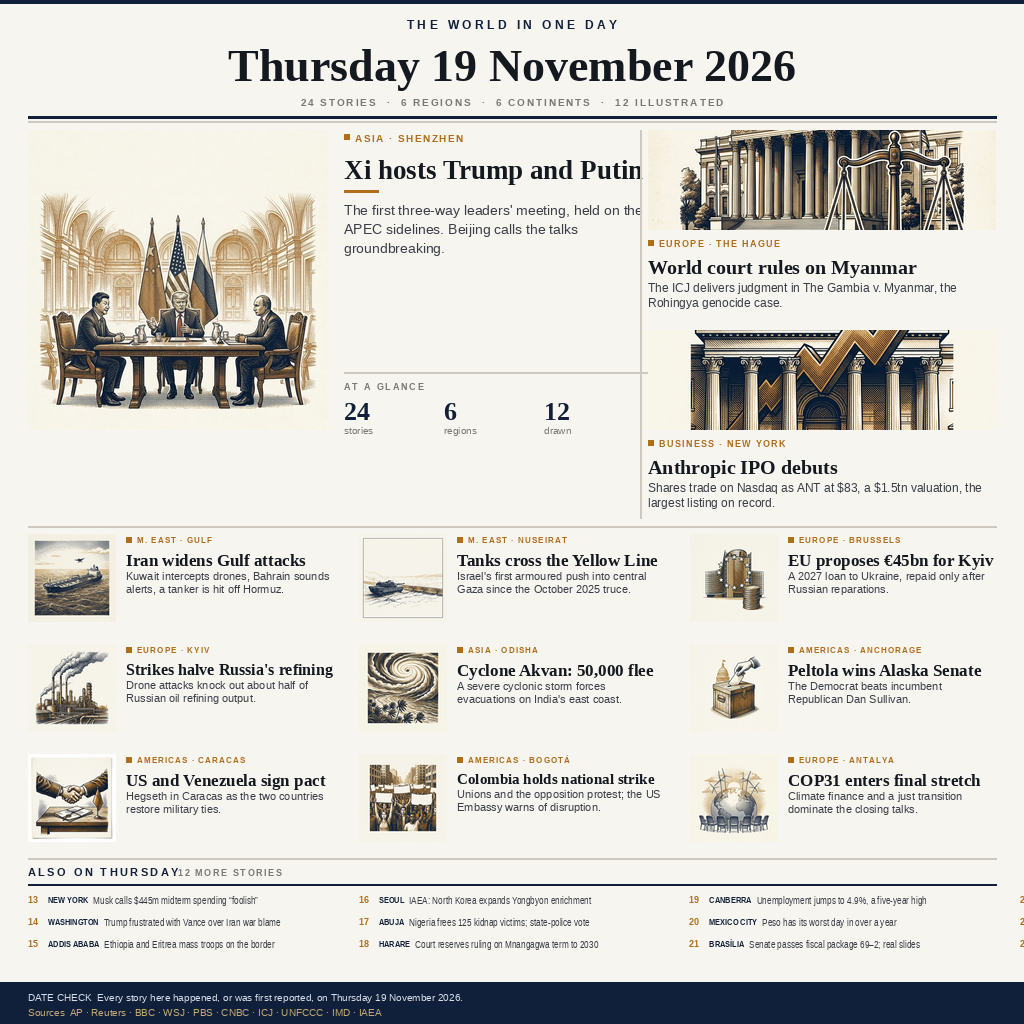 THE WORLD IN ONE DAY
Thursday 19 November 2026
24 STORIES · 6 REGIONS · 6 CONTINENTS · 12 ILLUSTRATED
ASIA · SHENZHEN
Xi hosts Trump and Putin
The first three-way leaders' meeting, held on the
APEC sidelines. Beijing calls the talks
groundbreaking.
AT A GLANCE
24 6 12
stories regions drawn
EUROPE · THE HAGUE
World court rules on Myanmar
The ICJ delivers judgment in The Gambia v. Myanmar, the
Rohingya genocide case.
BUSINESS · NEW YORK
Anthropic IPO debuts
Shares trade on Nasdaq as ANT at $83, a $1.5tn valuation, the
largest listing on record.
M. EAST · GULF
Iran widens Gulf attacks
Kuwait intercepts drones, Bahrain sounds
alerts, a tanker is hit off Hormuz.
M. EAST · NUSEIRAT
Tanks cross the Yellow Line
Israel's first armoured push into central
Gaza since the October 2025 truce.
EUROPE · BRUSSELS
EU proposes €45bn for Kyiv
A 2027 loan to Ukraine, repaid only after
Russian reparations.
EUROPE · KYIV
Strikes halve Russia's refining
Drone attacks knock out about half of
Russian oil refining output.
ASIA · ODISHA
Cyclone Akvan: 50,000 flee
A severe cyclonic storm forces
evacuations on India's east coast.
AMERICAS · ANCHORAGE
Peltola wins Alaska Senate
The Democrat beats incumbent
Republican Dan Sullivan.
AMERICAS · CARACAS
US and Venezuela sign pact
Hegseth in Caracas as the two countries
restore military ties.
AMERICAS · BOGOTÁ
Colombia holds national strike
Unions and the opposition protest; the US
Embassy warns of disruption.
EUROPE · ANTALYA
COP31 enters final stretch
Climate finance and a just transition
dominate the closing talks.
ALSO ON THURSDAY 12 MORE STORIES
13 NEW YORK Musk calls $445m midterm spending "foolish"
14 WASHINGTON Trump frustrated with Vance over Iran war blame
15 ADDIS ABABA Ethiopia and Eritrea mass troops on the border
16 SEOUL IAEA: North Korea expands Yongbyon enrichment
17 ABUJA Nigeria frees 125 kidnap victims; state-police vote
18 HARARE Court reserves ruling on Mnangagwa term to 2030
19 CANBERRA Unemployment jumps to 4.9%, a five-year high
20 MEXICO CITY Peso has its worst day in over a year
21 BRASÍLIA Senate passes fiscal package 69–2; real slides
DATE CHECK Every story here happened, or was first reported, on Thursday 19 November 2026.
Sources AP · Reuters · BBC · WSJ · PBS · CNBC · ICJ · UNFCCC · IMD · IAEA